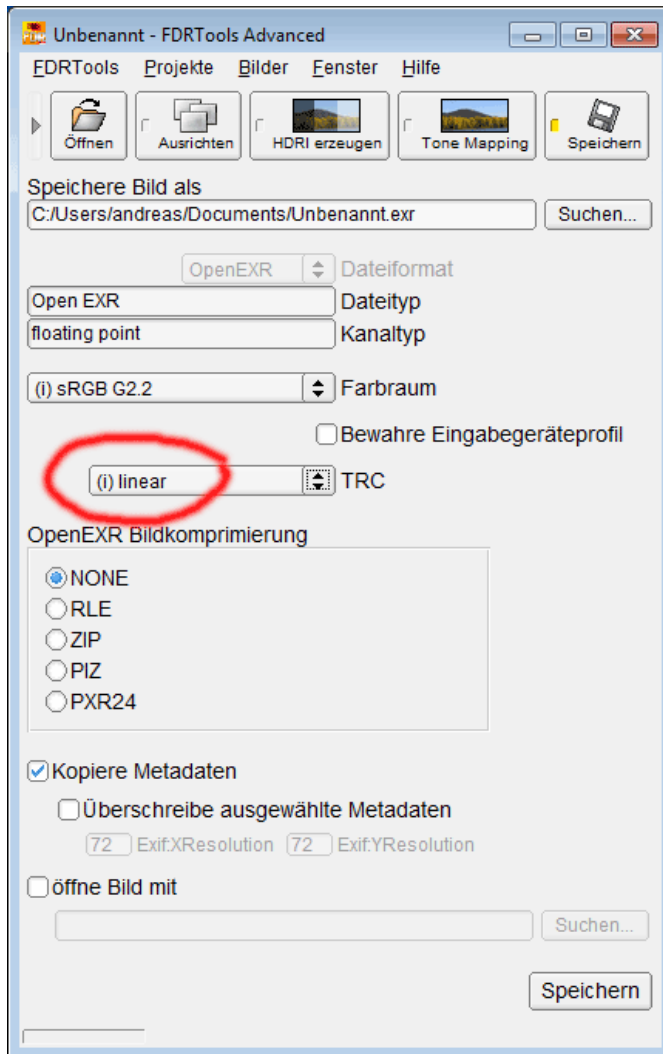 Unbenannt - FDRTools Advanced
FDRTools Projekte Bilder Fenster Hilfe
Öffnen Ausrichten HDRI erzeugen Tone Mapping Speichern
Speichere Bild als
C:/Users/andreas/Documents/Unbenannt.exr Suchen...
OpenEXR Dateiformat
Open EXR Dateityp
floating point Kanaltyp
(i) sRGB G2.2 Farbraum
Bewahre Eingabegeräteprofil
(i) linear TRC
OpenEXR Bildkomprimierung
NONE
RLE
ZIP
PIZ
PXR24
Kopiere Metadaten
Überschreibe ausgewählte Metadaten
72 Exif:XResolution 72 Exif:YResolution
öffne Bild mit
Suchen...
Speichern